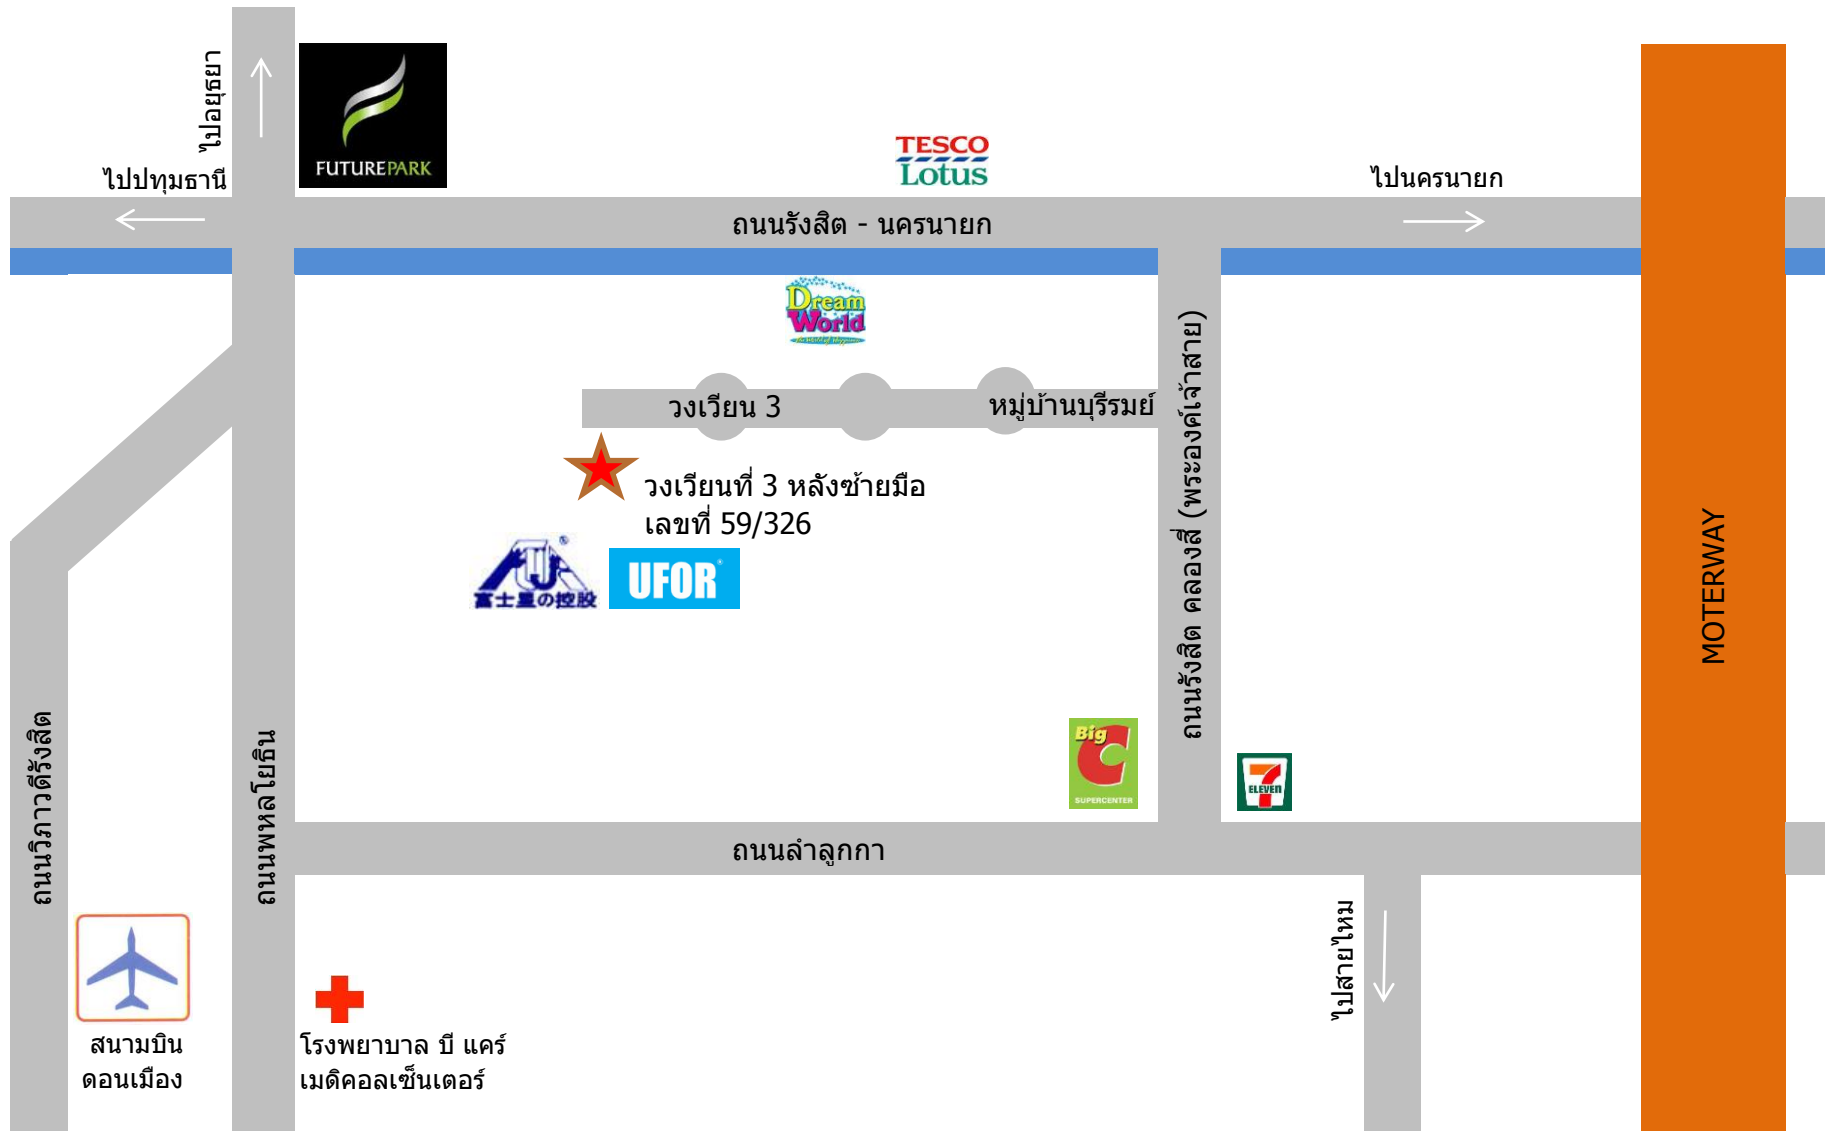 ไปอยุธยา
FUTUREPARK
TESCO
Lotus
ไปปทุมธานี
ไปนครนายก
ถนนรังสิต - นครนายก
Dream
World
วงเวียน 3
หมู่บ้านบุรีรมย์
วงเวียนที่ 3 หลังซ้ายมือ
เลขที่ 59/326
FUJI
®
富士星の控股
UFOR®
ถนนรังสิต คลองสี่ (พระองค์เจ้าสาย)
MOTERWAY
Big
C
SUPERCENTER
7
ELEVEn
ถนนวิภาวดีรังสิต
ถนนพหลโยธิน
ถนนลำลูกกา
ไปสายไหม
สนามบิน
ดอนเมือง
โรงพยาบาล บี แคร์
เมดิคอลเซ็นเตอร์